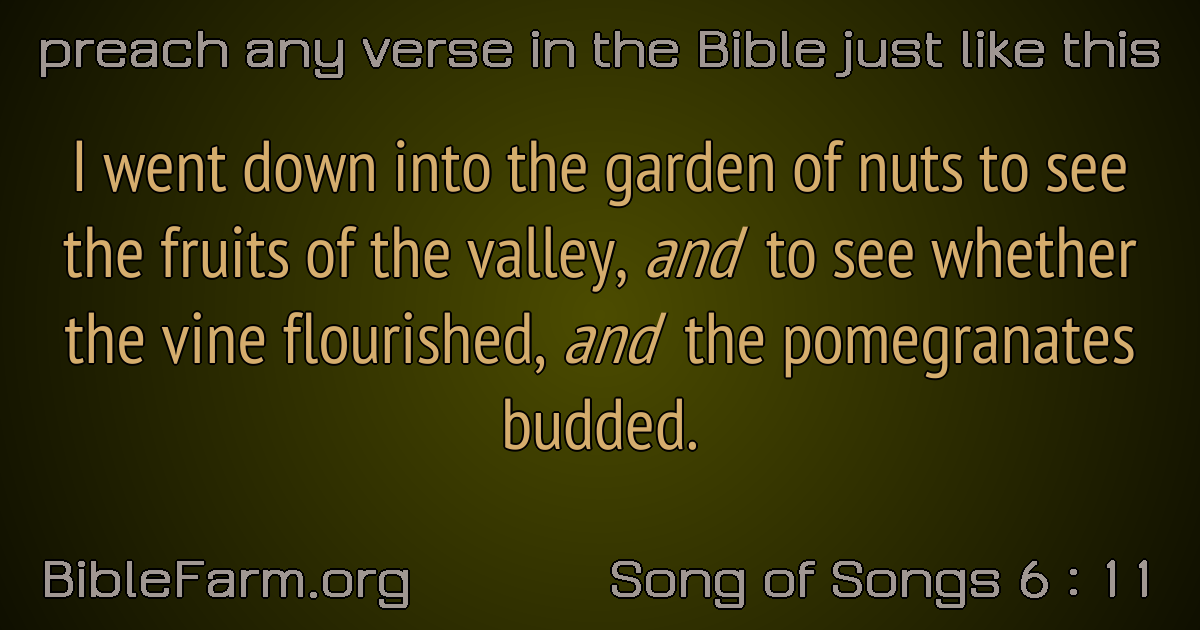 preach any verse in the Bible just like this
I went down into the garden of nuts to see
the fruits of the valley, and to see whether
the vine flourished, and the pomegranates
budded.
BibleFarm.org
Song of Songs 6 : 11